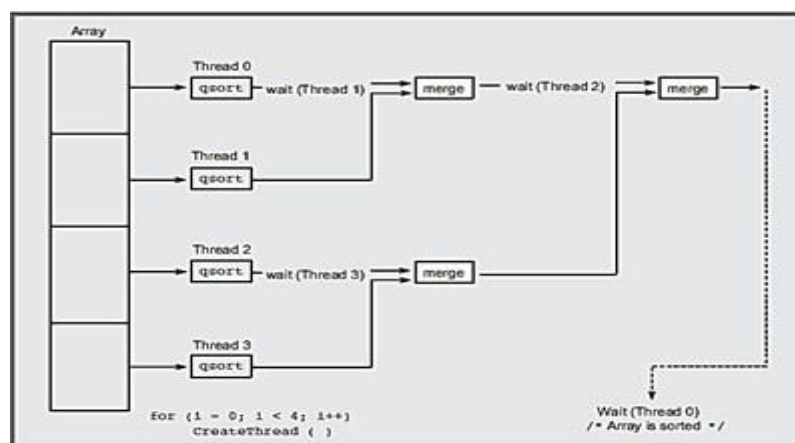 Array
Thread 0
qsort
wait (Thread 1)
merge
wait (Thread 2)
merge
Thread 1
qsort
Thread 2
qsort
wait (Thread 3)
merge
Thread 3
qsort
for (i = 0; i < 4; i++)
CreateThread ( )
Wait (Thread 0)
/* Array is sorted */